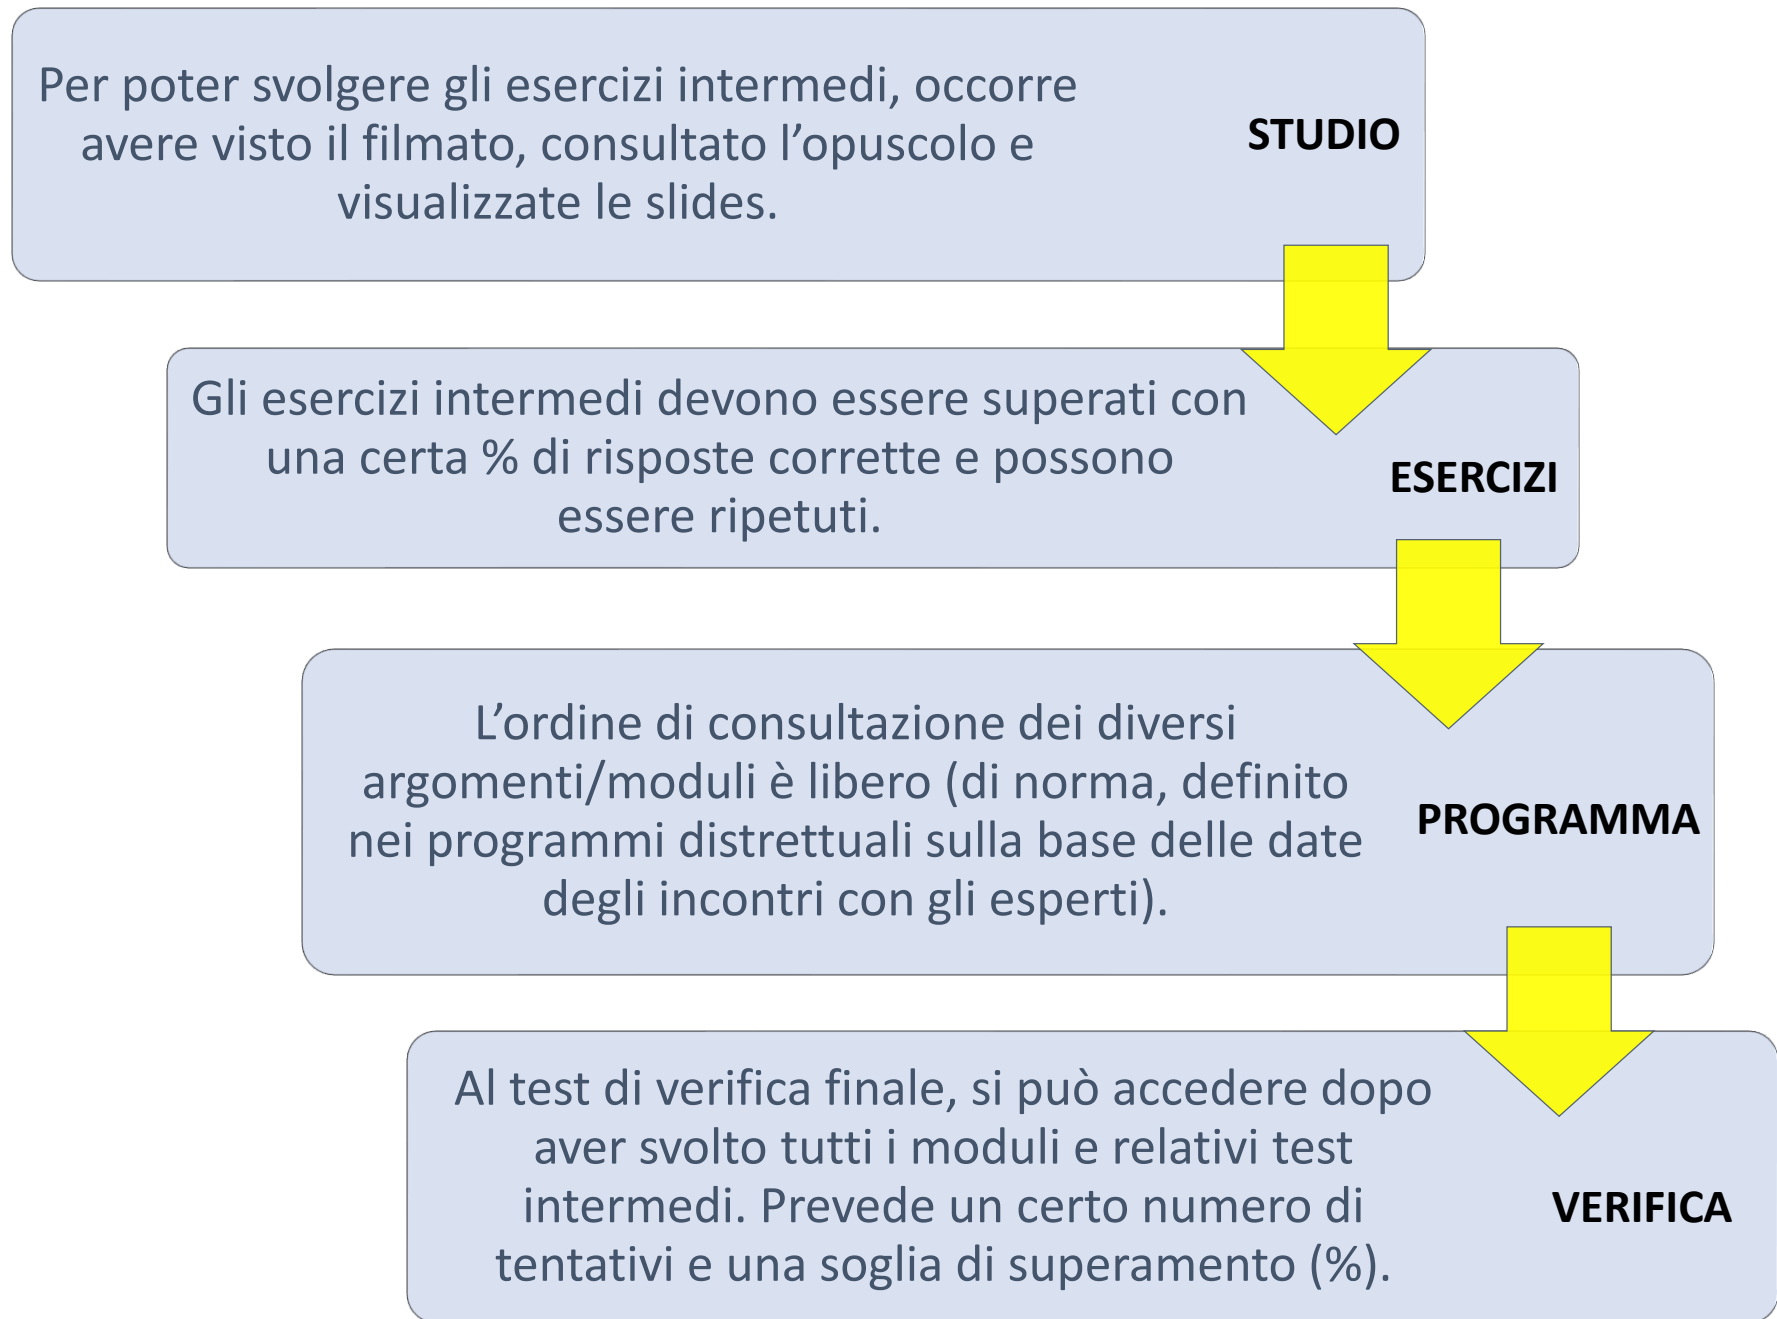 Per poter svolgere gli esercizi intermedi, occorre
avere visto il filmato, consultato l’opuscolo e
visualizzate le slides.
STUDIO
Gli esercizi intermedi devono essere superati con
una certa % di risposte corrette e possono
essere ripetuti.
ESERCIZI
L’ordine di consultazione dei diversi
argomenti/moduli è libero (di norma, definito
nei programmi distrettuali sulla base delle date
degli incontri con gli esperti).
PROGRAMMA
Al test di verifica finale, si può accedere dopo
aver svolto tutti i moduli e relativi test
intermedi. Prevede un certo numero di
tentativi e una soglia di superamento (%).
VERIFICA